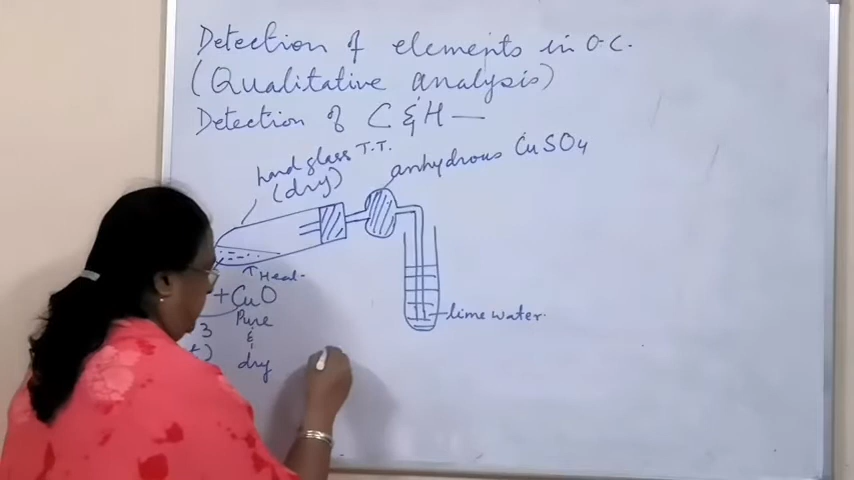 Detection of elements in O.C.
(Qualitative analysis)
Detection of C & H —
hard glass T.T.
(dry)
anhydrous CuSO4
↑ Heat.
+ CuO
Pure
3
&
dry
lime water.